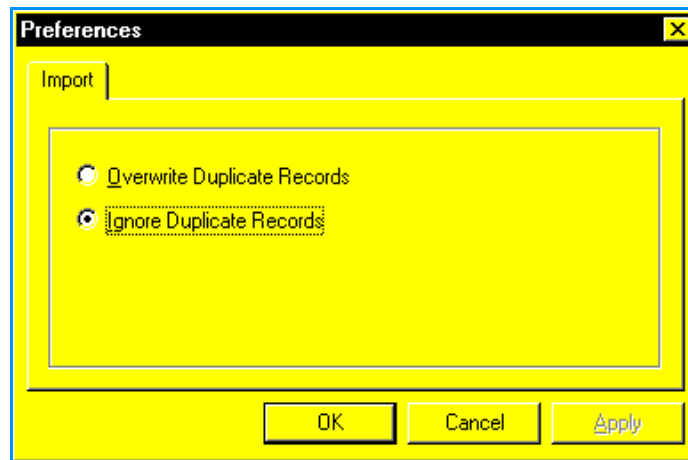 Preferences
Import
Overwrite Duplicate Records
Ignore Duplicate Records
OK Cancel Apply